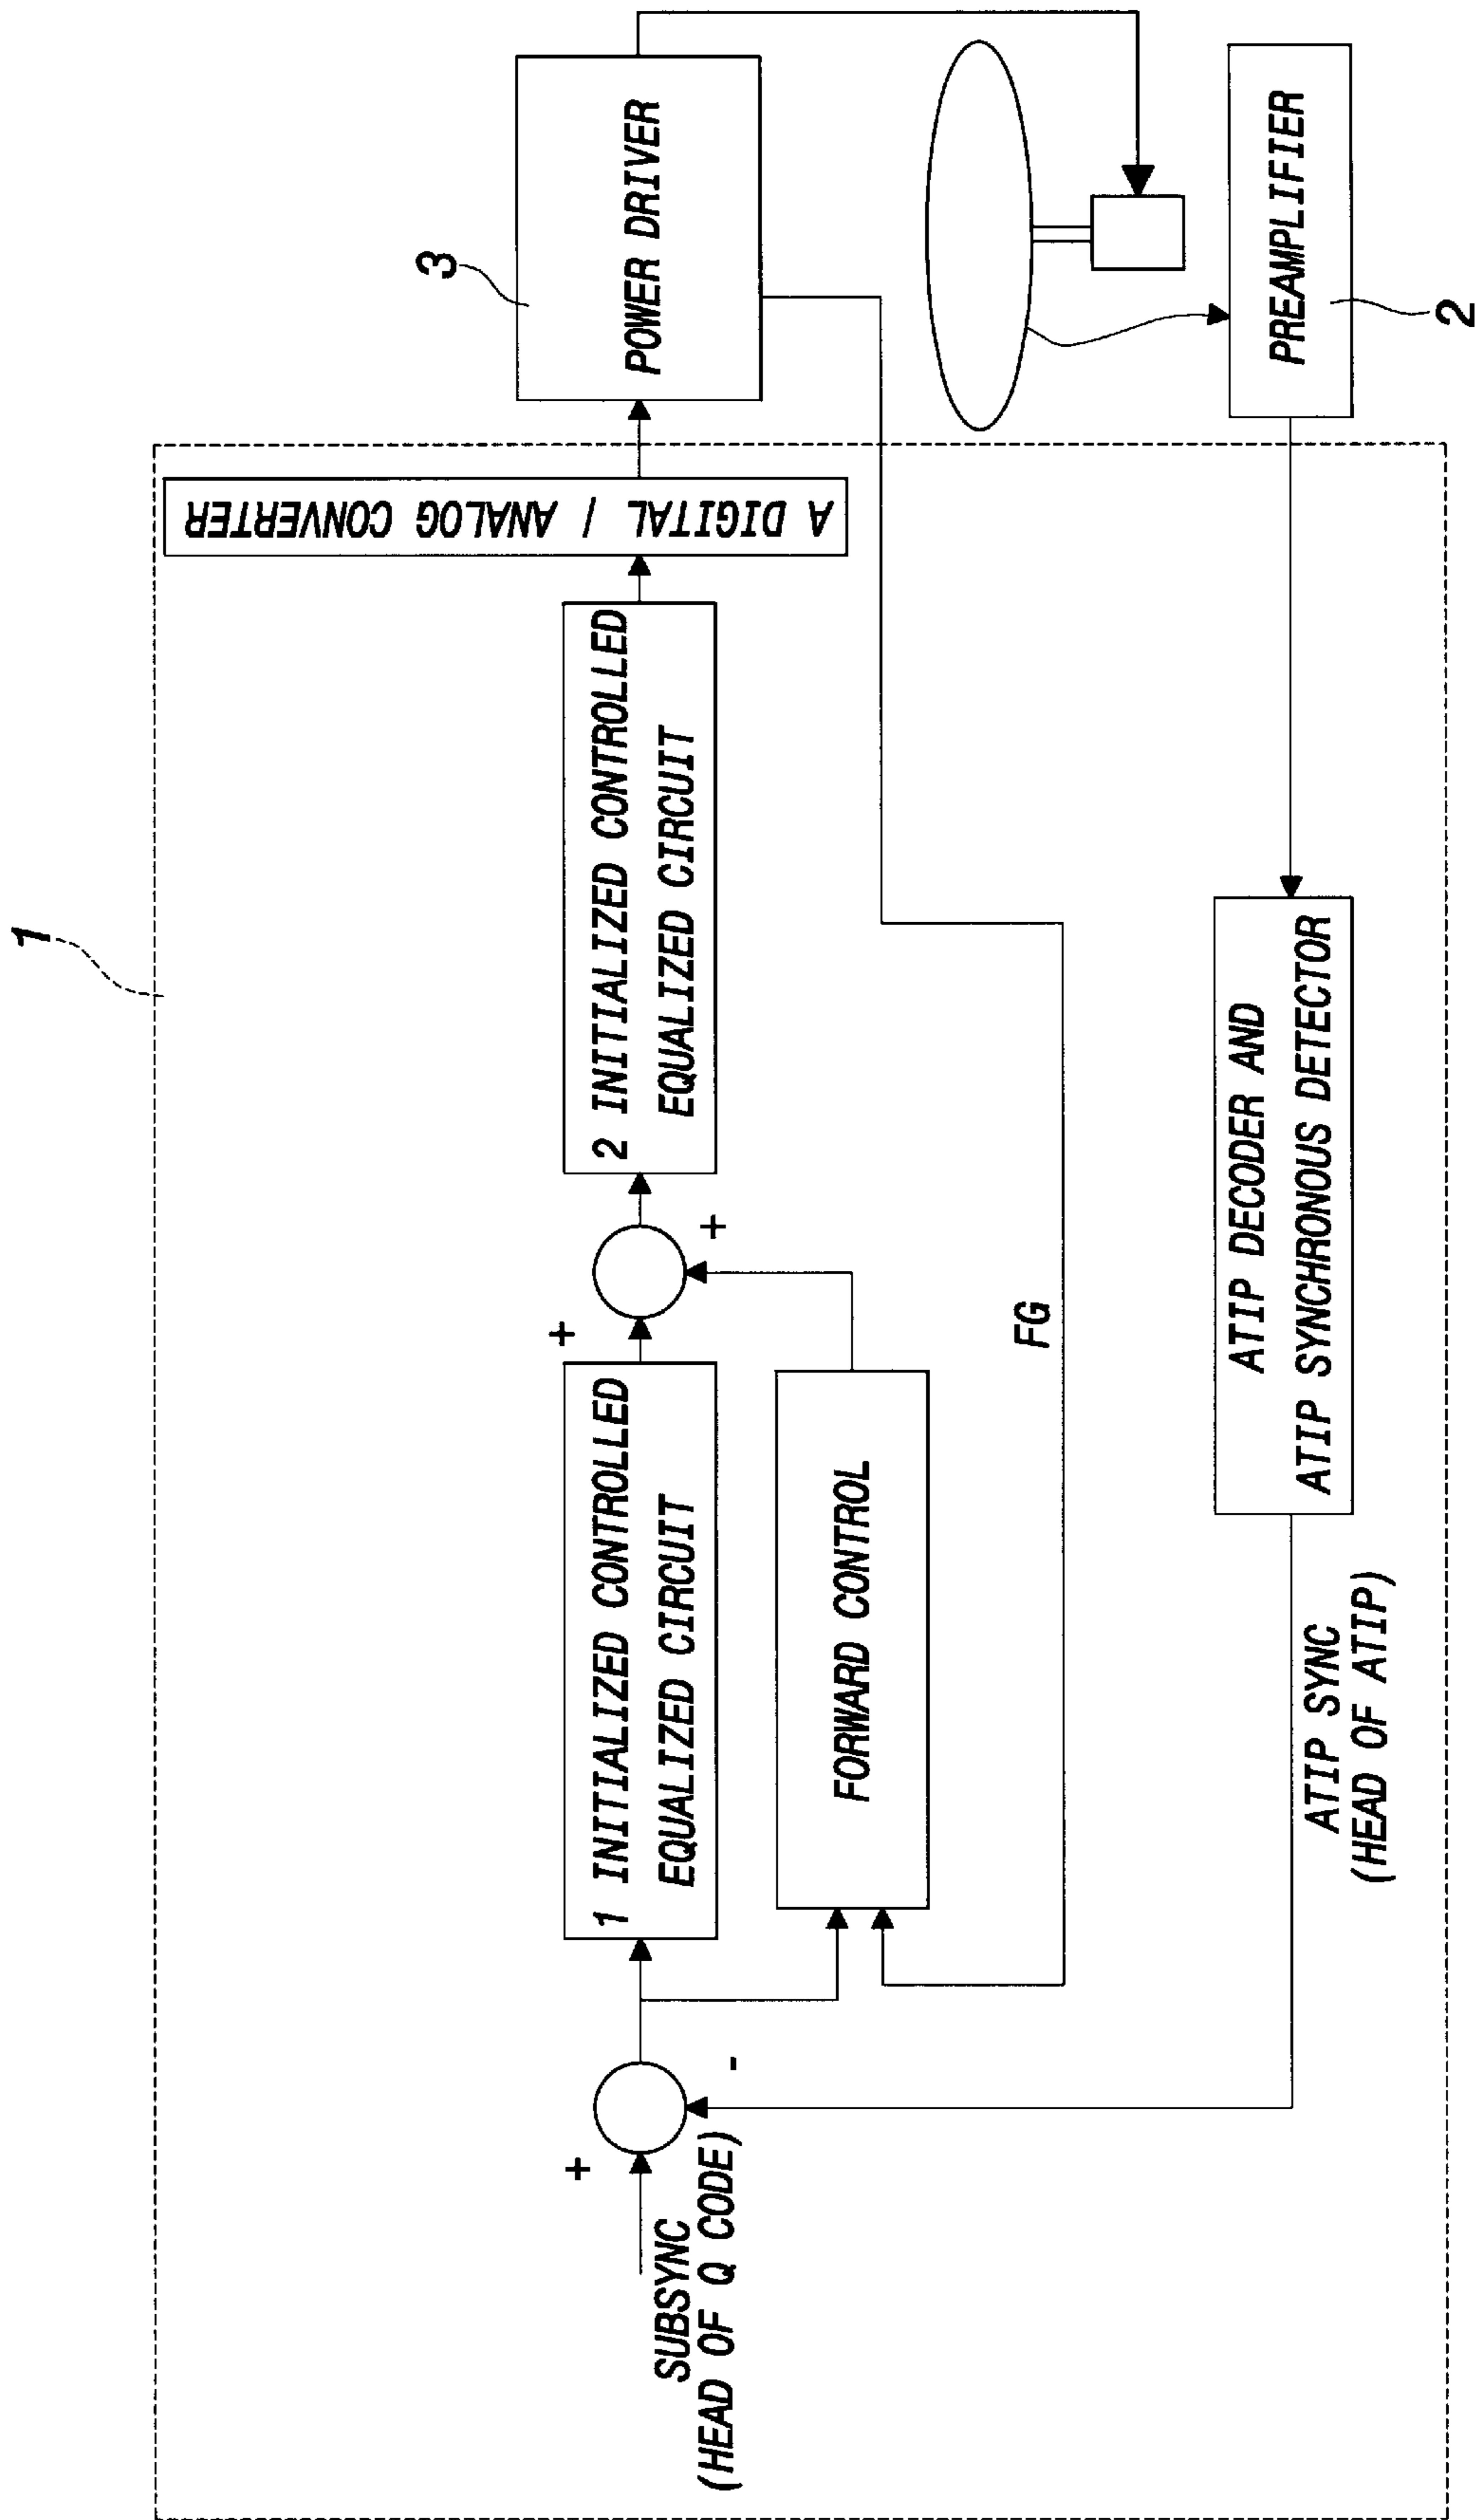 1
3
POWER DRIVER
A DIGITAL / ANALOG CONVERTER
2 INITIALIZED CONTROLLED
EQUALIZED CIRCUIT
+
+
1 INITIALIZED CONTROLLED
EQUALIZED CIRCUIT
FORWARD CONTROL
FG
+
-
SUBSYNC
(HEAD OF Q CODE)
PREAMPLIFIER
2
ATIP DECODER AND
ATIP SYNCHRONOUS DETECTOR
ATIP SYNC
(HEAD OF ATIP)